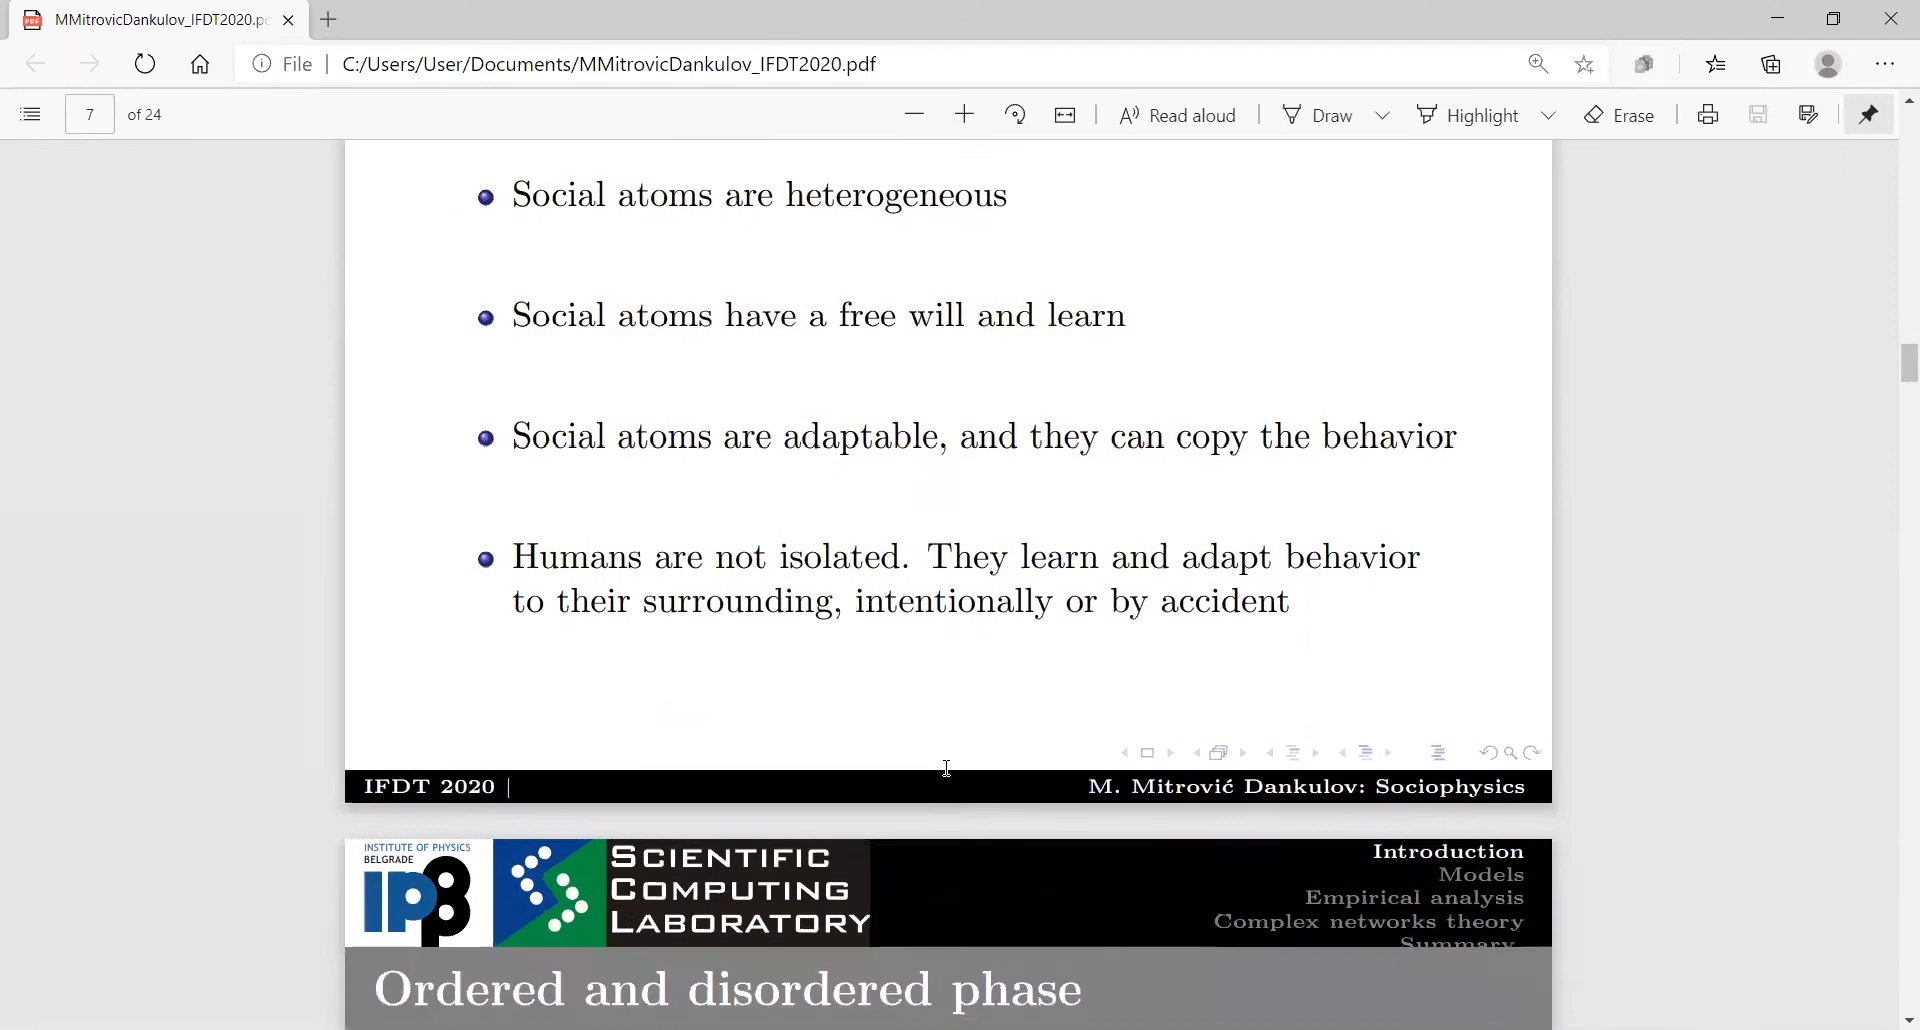 MMitrovicDankulov_IFDT2020.p
File
C:/Users/User/Documents/MMitrovicDankulov_IFDT2020.pdf
7 of 24
Read aloud
Draw
Highlight
Erase
Social atoms are heterogeneous
Social atoms have a free will and learn
Social atoms are adaptable, and they can copy the behavior
Humans are not isolated. They learn and adapt behavior
to their surrounding, intentionally or by accident
IFDT 2020 |
M. Mitrović Dankulov: Sociophysics
INSTITUTE OF PHYSICS
BELGRADE
SCIENTIFIC
COMPUTING
LABORATORY
Introduction
Models
Empirical analysis
Complex networks theory
Summary
Ordered and disordered phase